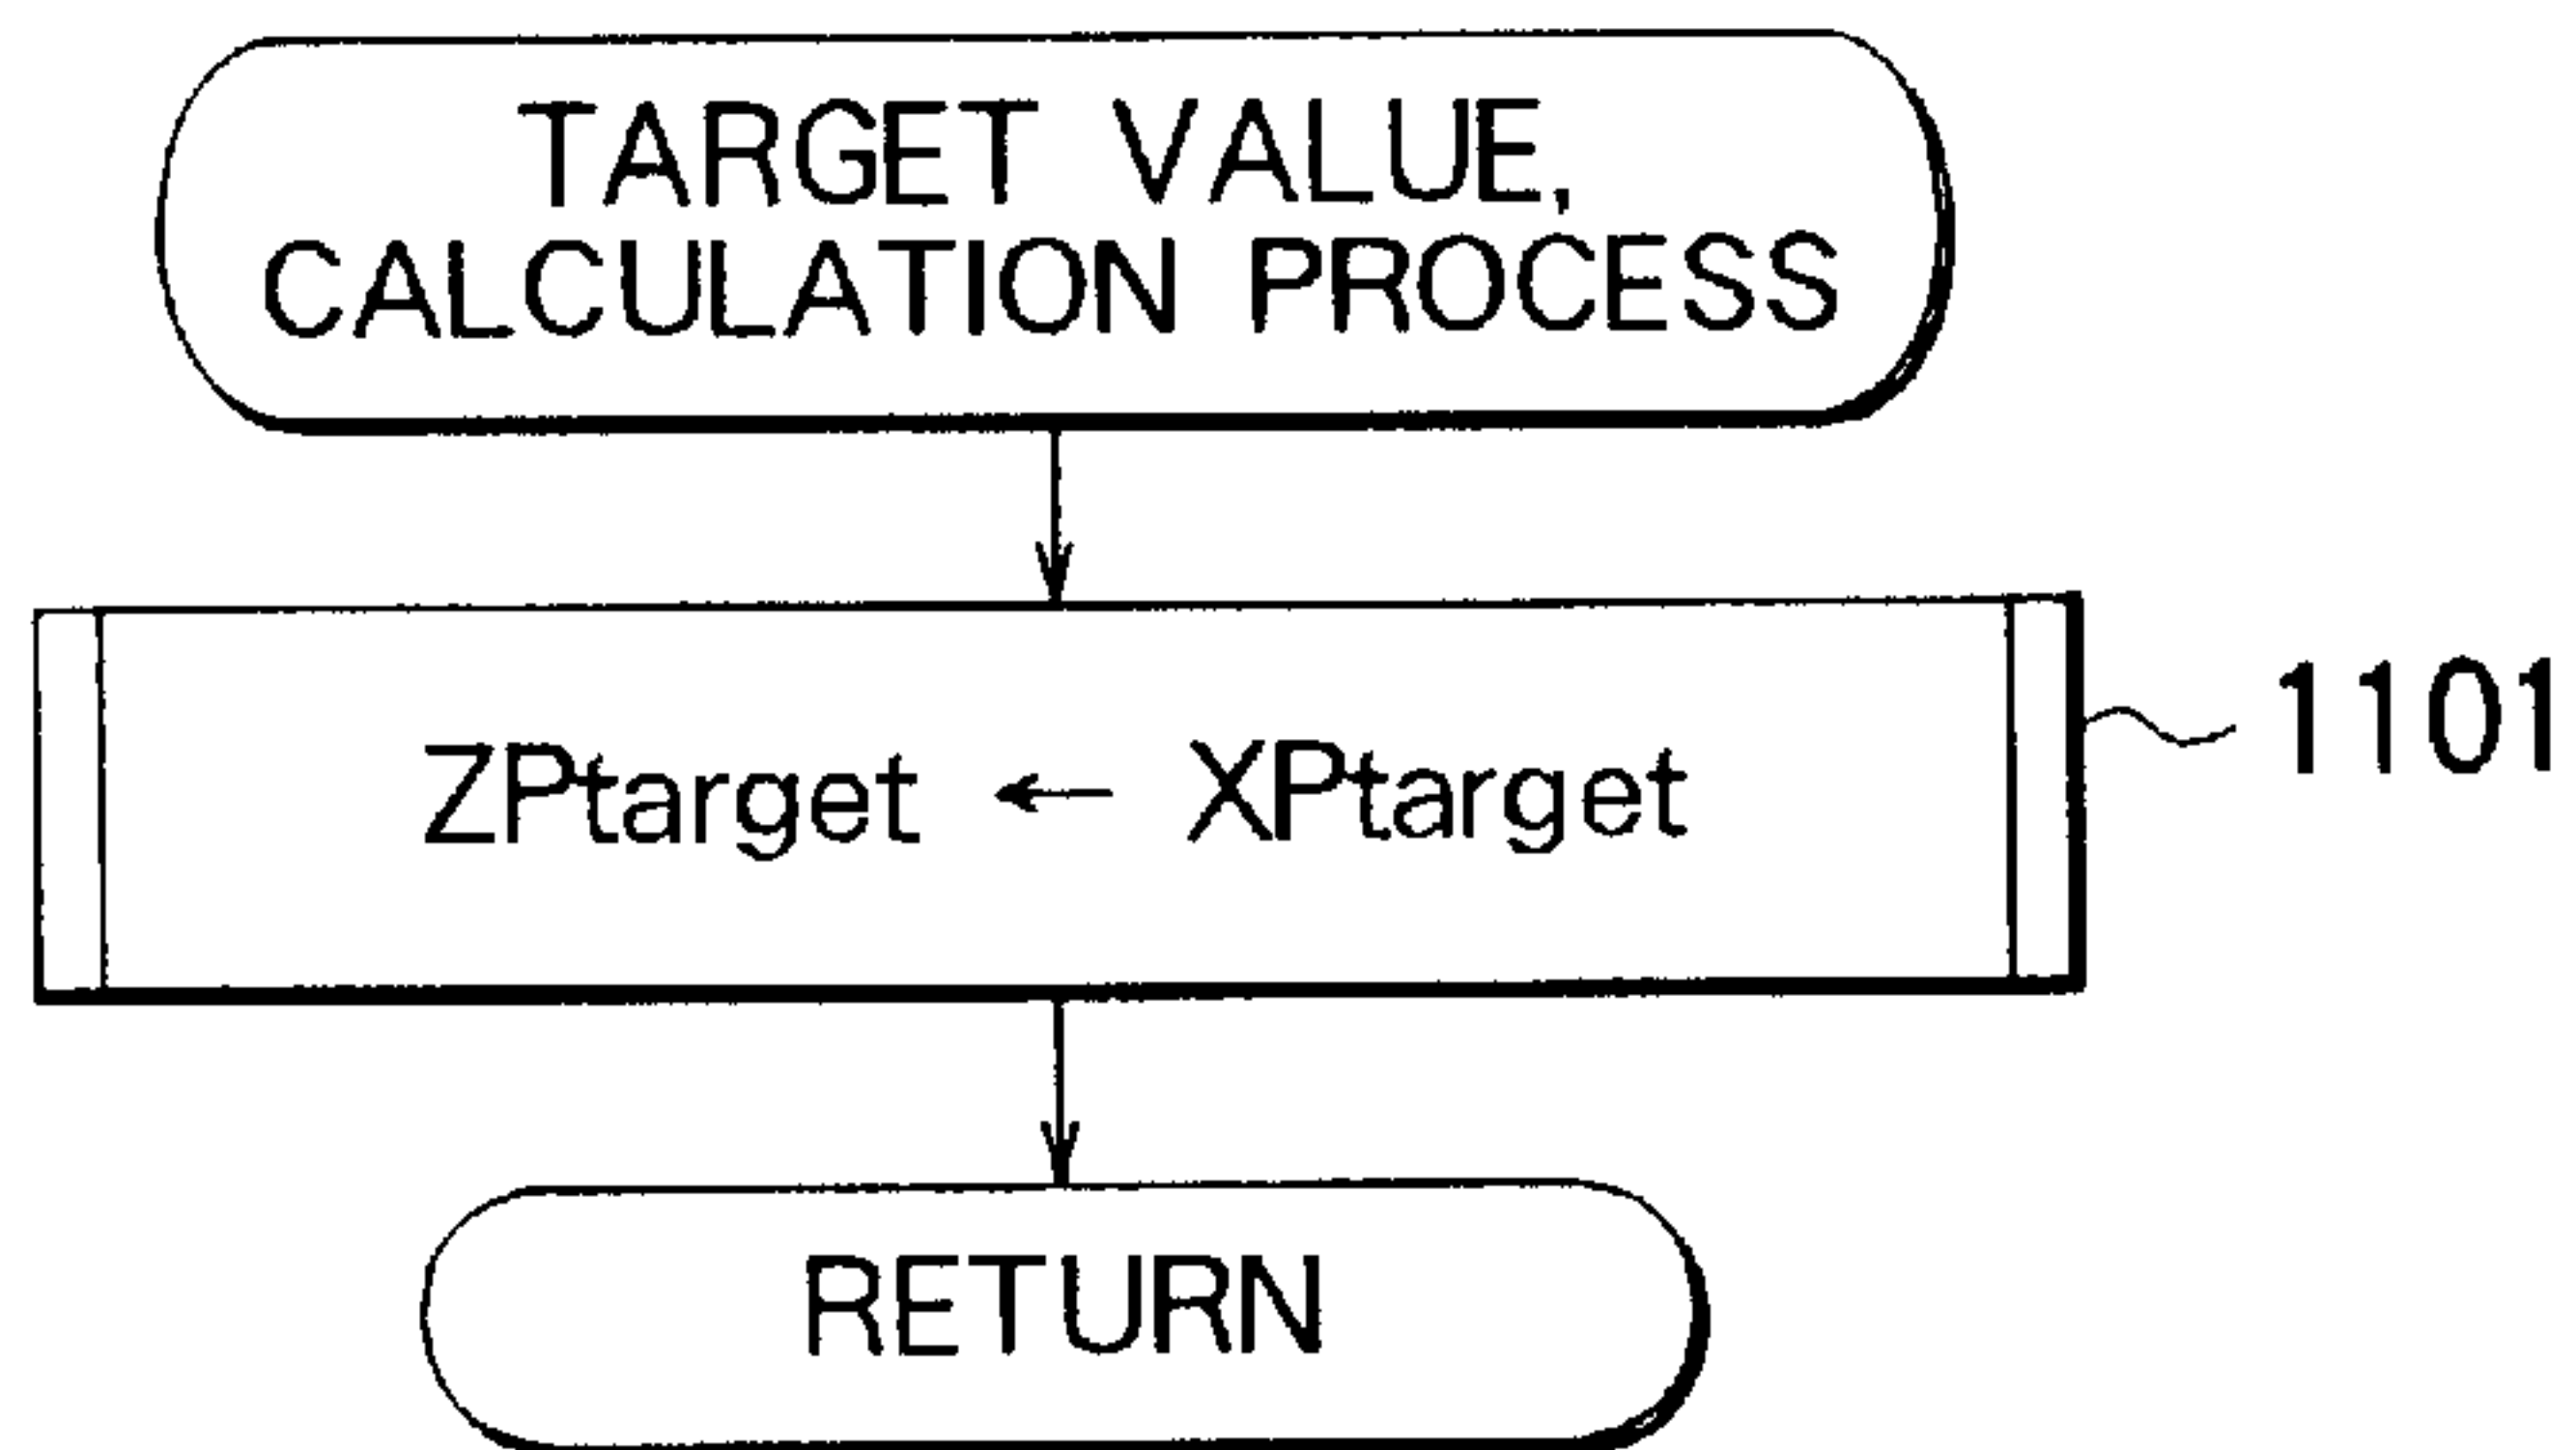 TARGET VALUE,
CALCULATION PROCESS
ZPtarget ← XPtarget
1101
RETURN